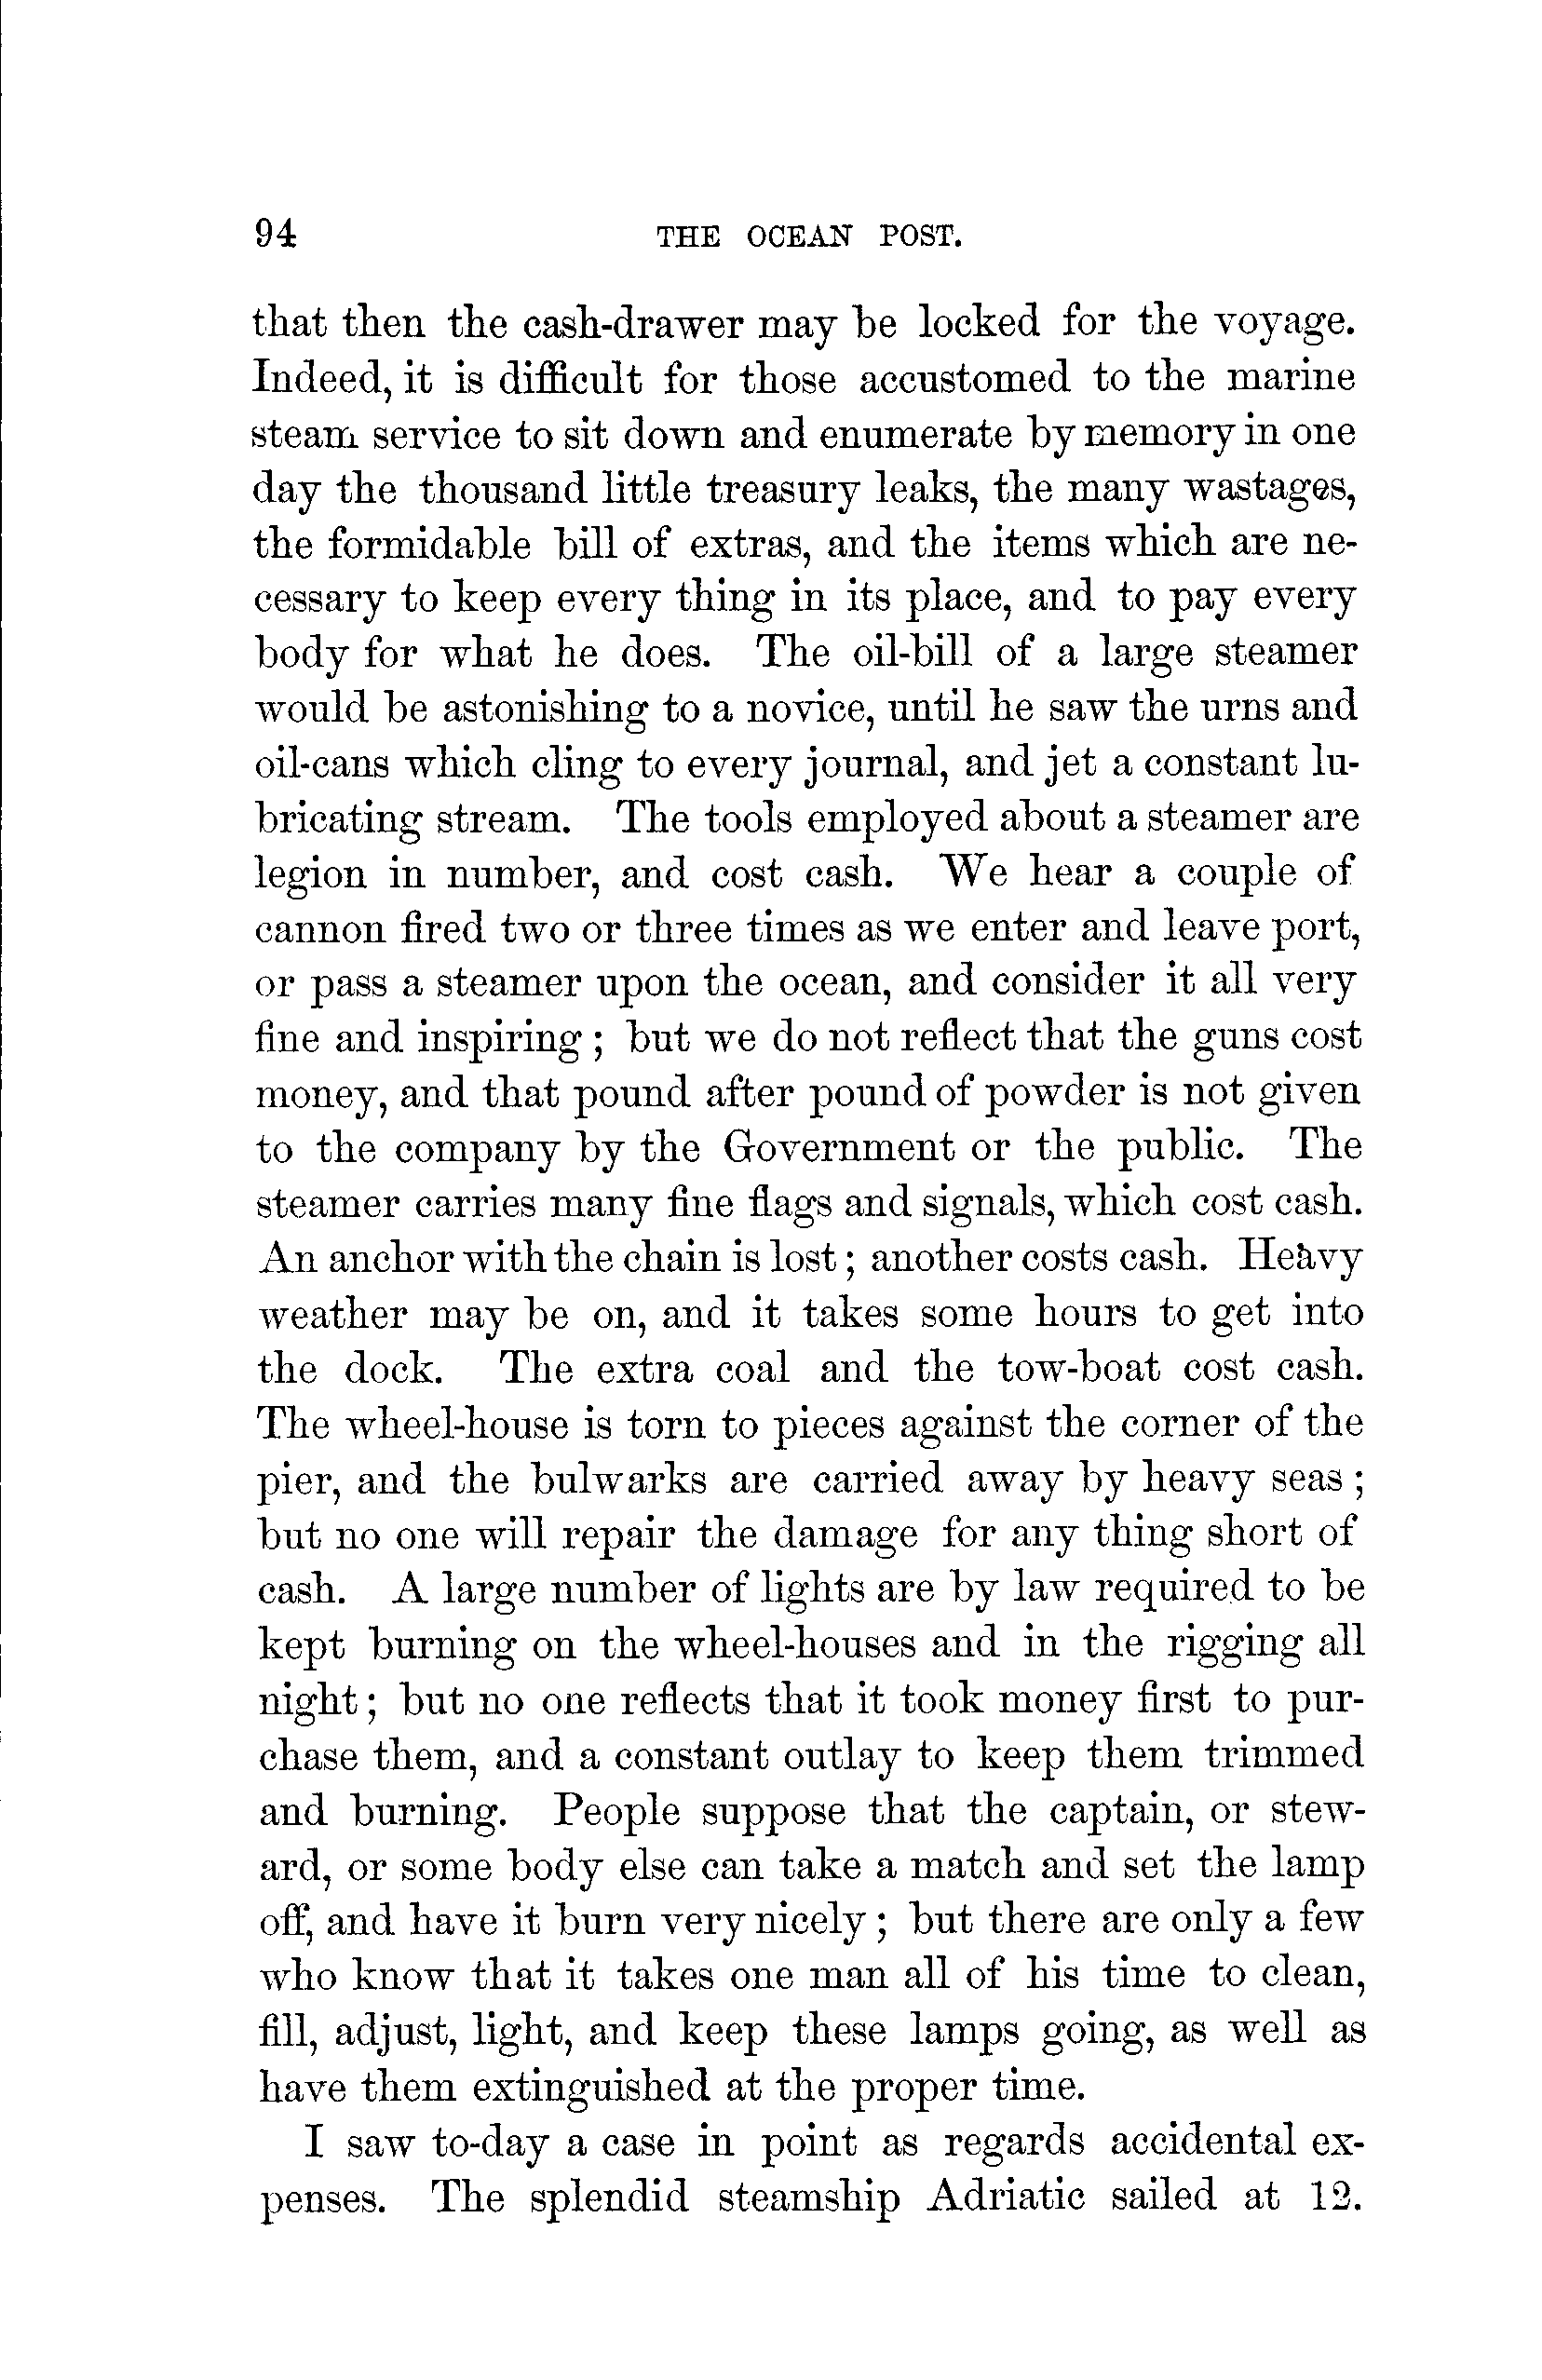 94 THE OCEAN POST.
that then the cash-drawer may be locked for the voyage.
Indeed, it is difficult for those accustomed to the marine
steam service to sit down and enumerate by memory in one
day the thousand little treasury leaks, the many wastages,
the formidable bill of extras, and the items which are ne-
cessary to keep every thing in its place, and to pay every
body for what he does. The oil-bill of a large steamer
would be astonishing to a novice, until he saw the urns and
oil-cans which cling to every journal, and jet a constant lu-
bricating stream. The tools employed about a steamer are
legion in number, and cost cash. We hear a couple of
cannon fired two or three times as we enter and leave port,
or pass a steamer upon the ocean, and consider it all very
fine and inspiring; but we do not reflect that the guns cost
money, and that pound after pound of powder is not given
to the company by the Government or the public. The
steamer carries many fine flags and signals, which cost cash.
An anchor with the chain is lost; another costs cash. Heavy
weather may be on, and it takes some hours to get into
the dock. The extra coal and the tow-boat cost cash.
The wheel-house is torn to pieces against the corner of the
pier, and the bulwarks are carried away by heavy seas;
but no one will repair the damage for any thing short of
cash. A large number of lights are by law required to be
kept burning on the wheel-houses and in the rigging all
night; but no one reflects that it took money first to pur-
chase them, and a constant outlay to keep them trimmed
and burning. People suppose that the captain, or stew-
ard, or some body else can take a match and set the lamp
off, and have it burn very nicely; but there are only a few
who know that it takes one man all of his time to clean,
fill, adjust, light, and keep these lamps going, as well as
have them extinguished at the proper time.
I saw to-day a case in point as regards accidental ex-
penses. The splendid steamship Adriatic sailed at 12.